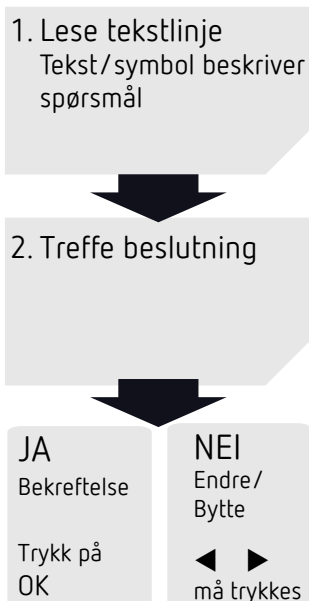 1. Lese tekstlinje
Tekst/symbol beskriver
spørsmål
2. Treffe beslutning
JA
Bekreftelse
Trykk på
OK
NEI
Endre/
Bytte
◀ ▶
må trykkes